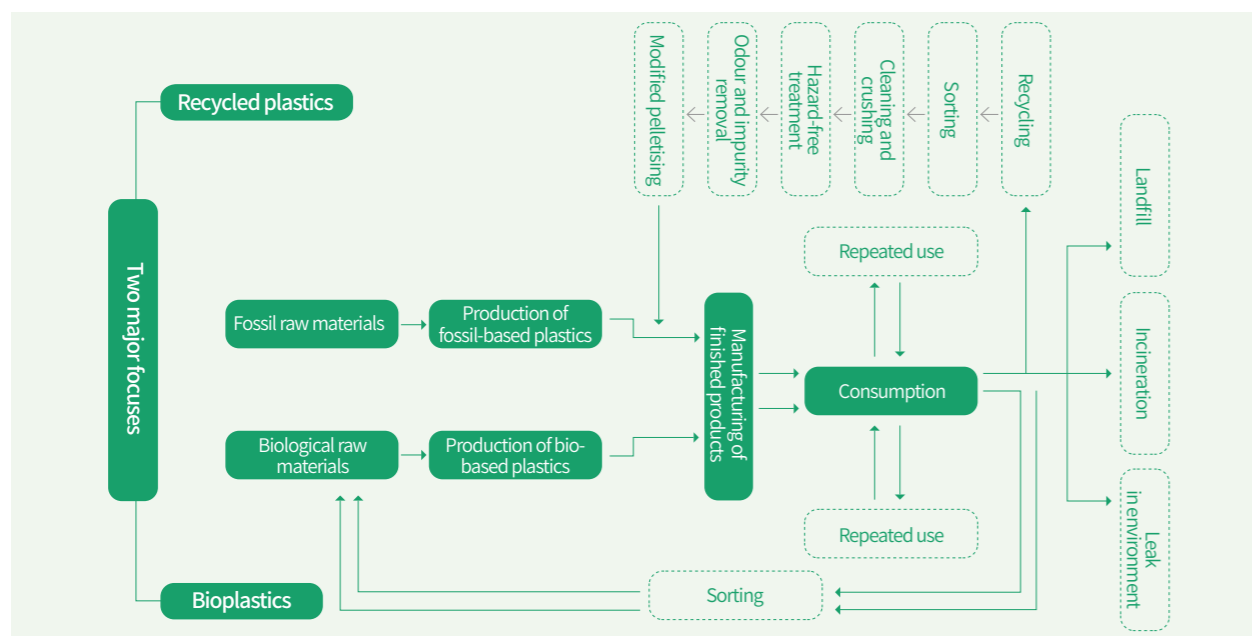 Recycled plastics
Two major focuses
Bioplastics
Modified pelletising
Odour and impurity
removal
Hazard-free
treatment
Cleaning and
crushing
Sorting
Recycling
Fossil raw materials
Production of
fossil-based plastics
Biological raw
materials
Production of bio-
based plastics
Manufacturing of
finished products
Repeated use
Consumption
Repeated use
Sorting
Landfill
Incineration
Leak
in environment